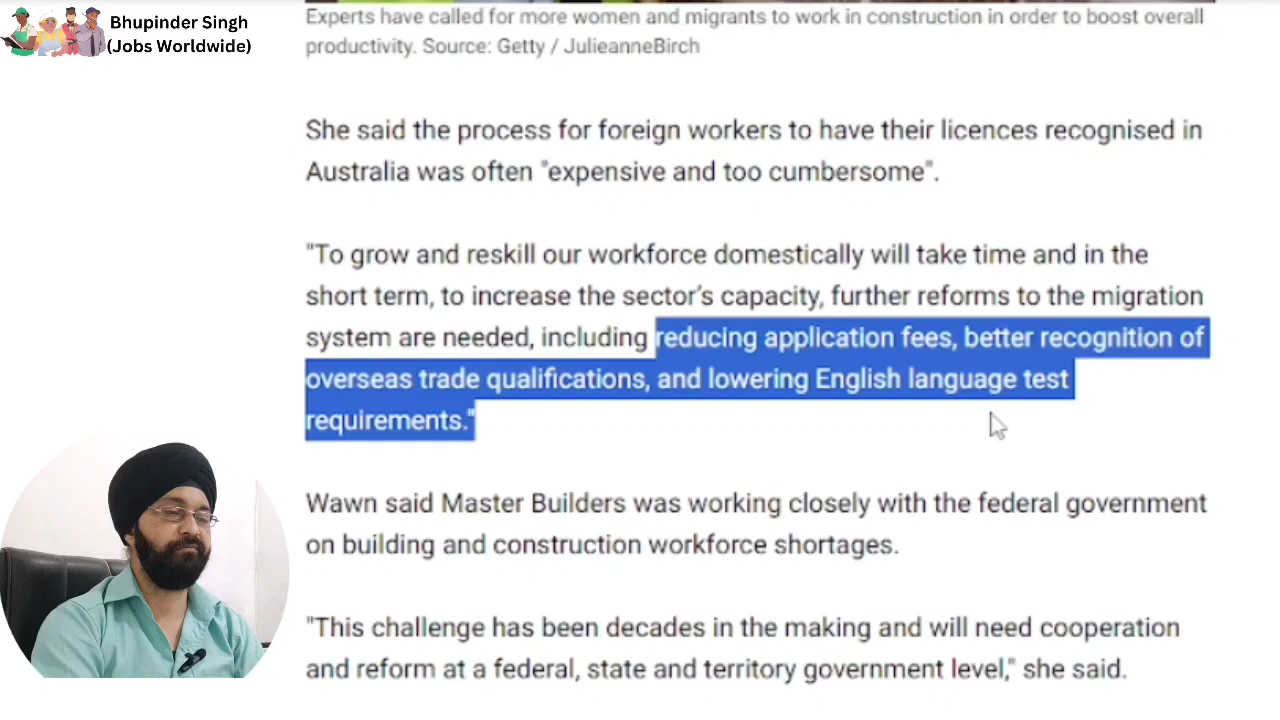 Bhupinder Singh
(Jobs Worldwide)
Experts have called for more women and migrants to work in construction in order to boost overall
productivity. Source: Getty / JulieanneBirch
She said the process for foreign workers to have their licences recognised in
Australia was often "expensive and too cumbersome".
"To grow and reskill our workforce domestically will take time and in the
short term, to increase the sector's capacity, further reforms to the migration
system are needed, including reducing application fees, better recognition of
overseas trade qualifications, and lowering English language test
requirements."
Wawn said Master Builders was working closely with the federal government
on building and construction workforce shortages.
"This challenge has been decades in the making and will need cooperation
and reform at a federal, state and territory government level," she said.